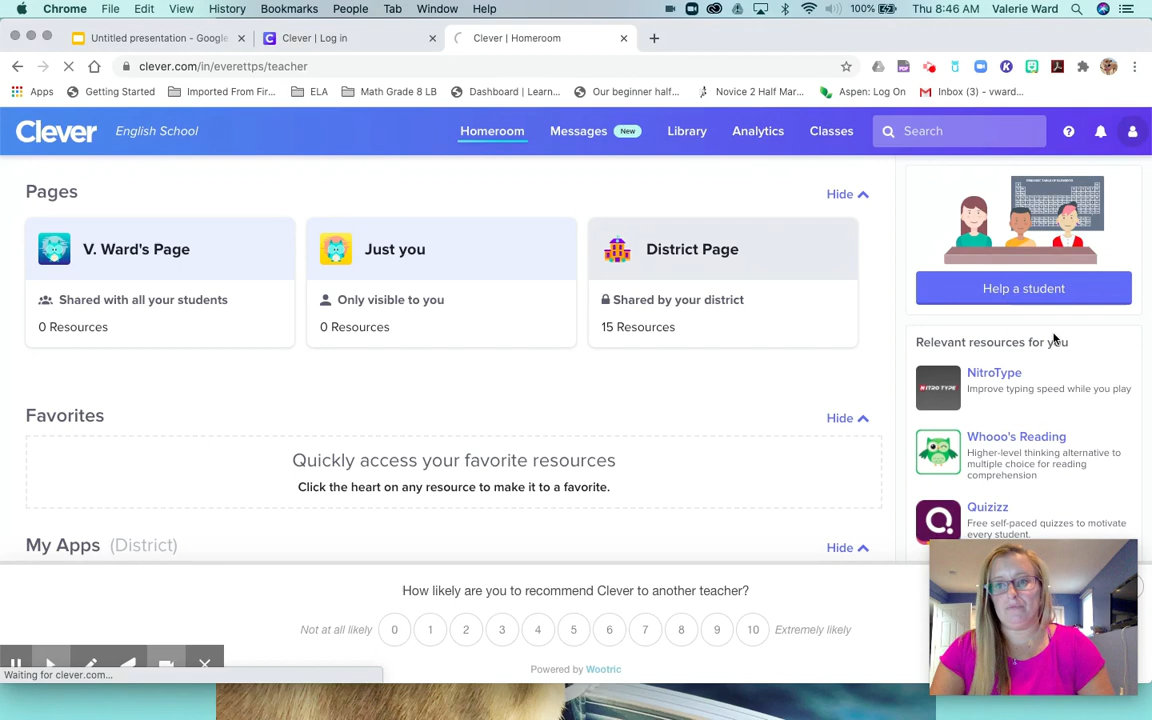 Chrome File Edit View History Bookmarks People Tab Window Help 100% Thu 8:46 AM Valerie Ward
Untitled presentation - Google Clever | Log in Clever | Homeroom
clever.com/in/everettps/teacher
Apps Getting Started Imported From Fir... ELA Math Grade 8 LB Dashboard | Learn... Our beginner half... Novice 2 Half Mar... Aspen: Log On Inbox (3) - vward...
Clever English School Homeroom Messages New Library Analytics Classes Search
Pages Hide
V. Ward's Page Just you District Page
Shared with all your students Only visible to you Shared by your district
0 Resources 0 Resources 15 Resources
Help a student
Relevant resources for you
NitroType
NITRO TYPE
Improve typing speed while you play
Whooo's Reading
Higher-level thinking alternative to
multiple choice for reading
comprehension
Quizizz
Free self-paced quizzes to motivate
every student.
Favorites Hide
Quickly access your favorite resources
Click the heart on any resource to make it to a favorite.
My Apps (District) Hide
How likely are you to recommend Clever to another teacher?
Not at all likely 0 1 2 3 4 5 6 7 8 9 10 Extremely likely
Powered by Wootric
Waiting for clever.com...